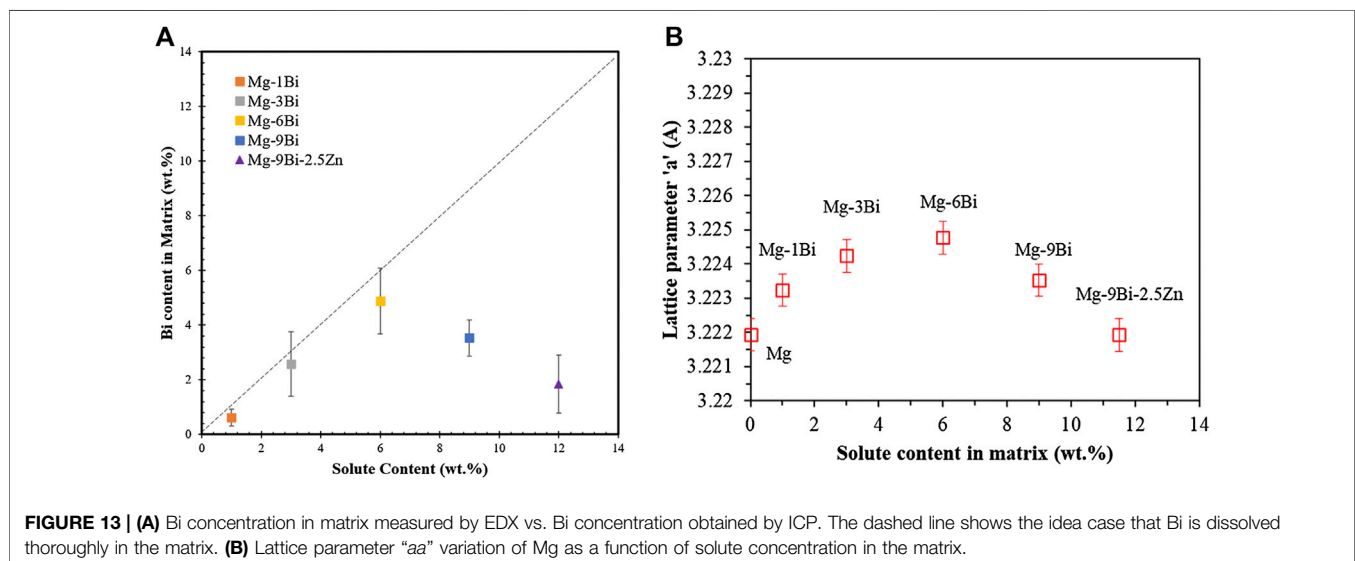 A
14
12
10
8
6
4
2
0
Bi content in Matrix (wt.%)
Mg-1Bi
Mg-3Bi
Mg-6Bi
Mg-9Bi
Mg-9Bi-2.5Zn
0 2 4 6 8 10 12 14
Solute Content (wt.%)
B
3.23
3.229
3.228
3.227
3.226
3.225
3.224
3.223
3.222
3.221
3.22
Lattice parameter 'a' (A)
Mg
Mg-1Bi
Mg-3Bi
Mg-6Bi
Mg-9Bi
Mg-9Bi-2.5Zn
0 2 4 6 8 10 12 14
Solute content in matrix (wt.%)
FIGURE 13 | (A) Bi concentration in matrix measured by EDX vs. Bi concentration obtained by ICP. The dashed line shows the idea case that Bi is dissolved
thoroughly in the matrix. (B) Lattice parameter “aa” variation of Mg as a function of solute concentration in the matrix.